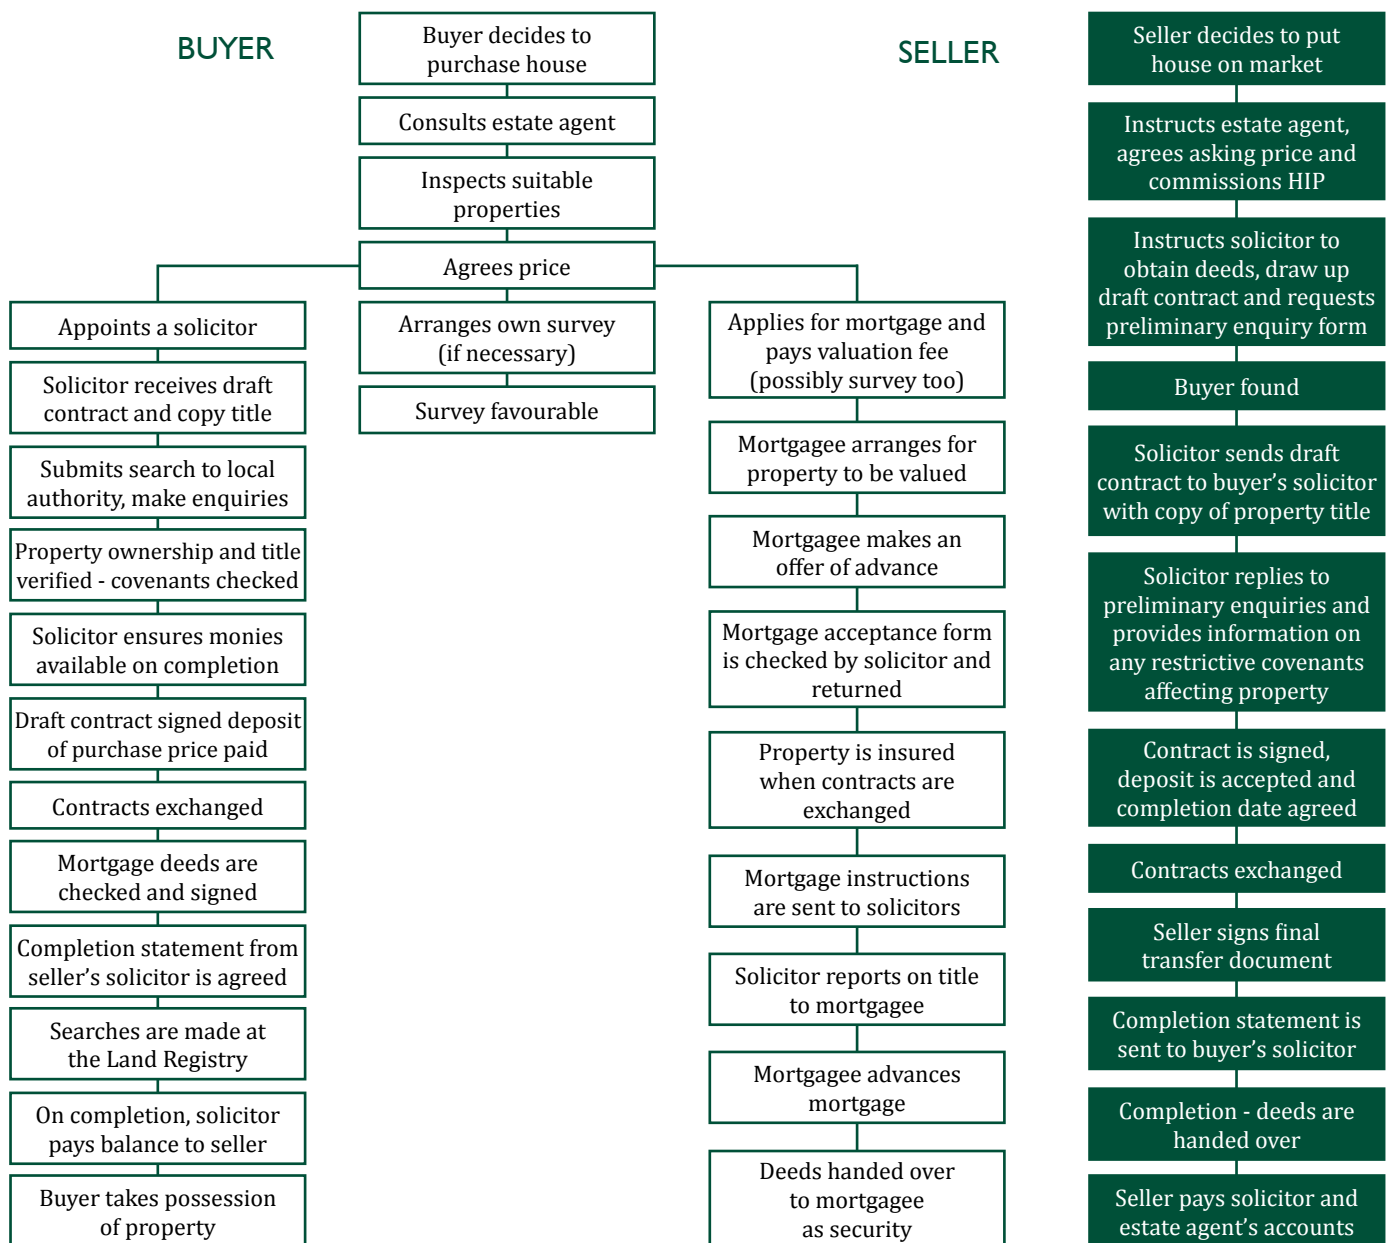 BUYER
Buyer decides to
purchase house
Consults estate agent
Inspects suitable
properties
Agrees price
Appoints a solicitor
Solicitor receives draft
contract and copy title
Submits search to local
authority, make enquiries
Property ownership and title
verified - covenants checked
Solicitor ensures monies
available on completion
Draft contract signed deposit
of purchase price paid
Contracts exchanged
Mortgage deeds are
checked and signed
Completion statement from
seller’s solicitor is agreed
Searches are made at
the Land Registry
On completion, solicitor
pays balance to seller
Buyer takes possession
of property
Arranges own survey
(if necessary)
Survey favourable
Applies for mortgage and
pays valuation fee
(possibly survey too)
Mortgagee arranges for
property to be valued
Mortgagee makes an
offer of advance
Mortgage acceptance form
is checked by solicitor and
returned
Property is insured
when contracts are
exchanged
Mortgage instructions
are sent to solicitors
Solicitor reports on title
to mortgagee
Mortgagee advances
mortgage
Deeds handed over
to mortgagee
as security
SELLER
Seller decides to put
house on market
Instructs estate agent,
agrees asking price and
commissions HIP
Instructs solicitor to
obtain deeds, draw up
draft contract and requests
preliminary enquiry form
Buyer found
Solicitor sends draft
contract to buyer’s solicitor
with copy of property title
Solicitor replies to
preliminary enquiries and
provides information on
any restrictive covenants
affecting property
Contract is signed,
deposit is accepted and
completion date agreed
Contracts exchanged
Seller signs final
transfer document
Completion statement is
sent to buyer’s solicitor
Completion - deeds are
handed over
Seller pays solicitor and
estate agent’s accounts